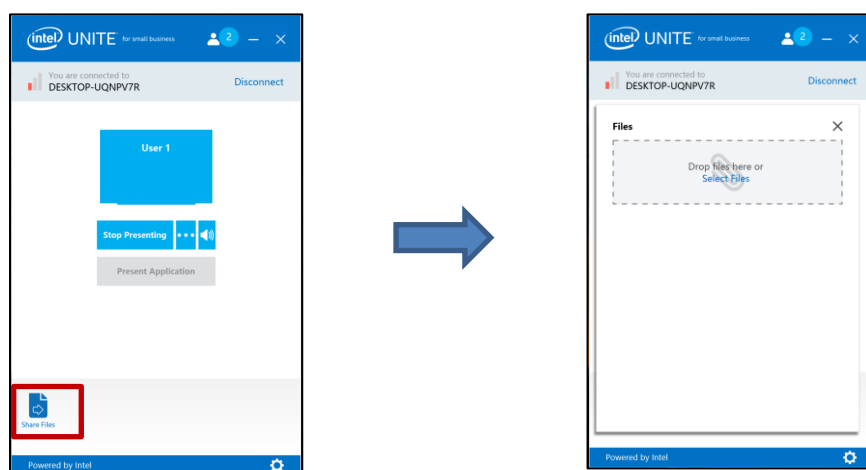 intel UNITE for small business 2
You are connected to
DESKTOP-UQNPV7R Disconnect
User 1
Stop Presenting
Present Application
Share Files
Powered by Intel
intel UNITE for small business 2
You are connected to
DESKTOP-UQNPV7R Disconnect
Files
Drop files here or
Select Files
Powered by Intel